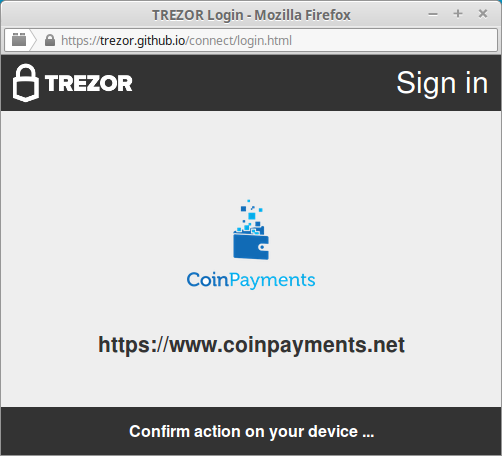 TREZOR Login - Mozilla Firefox
https://trezor.github.io/connect/login.html
TREZOR Sign in
CoinPayments
https://www.coinpayments.net
Confirm action on your device ...